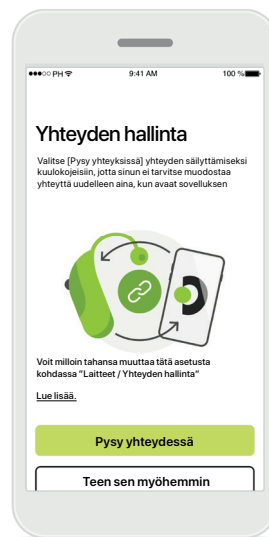 ●●●○○ PH 9:41 AM 100 %
Yhteyden hallinta
Valitse [Pysy yhteyksissä] yhteyden säilyttämiseksi
kuulokojeisiin, jotta sinun ei tarvitse muodostaa
yhteyttä uudelleen aina, kun avaat sovelluksen
Voit milloin tahansa muuttaa tätä asetusta
kohdassa "Laitteet / Yhteyden hallinta"
Lue lisää.
Pysy yhteydessä
Teen sen myöhemmin